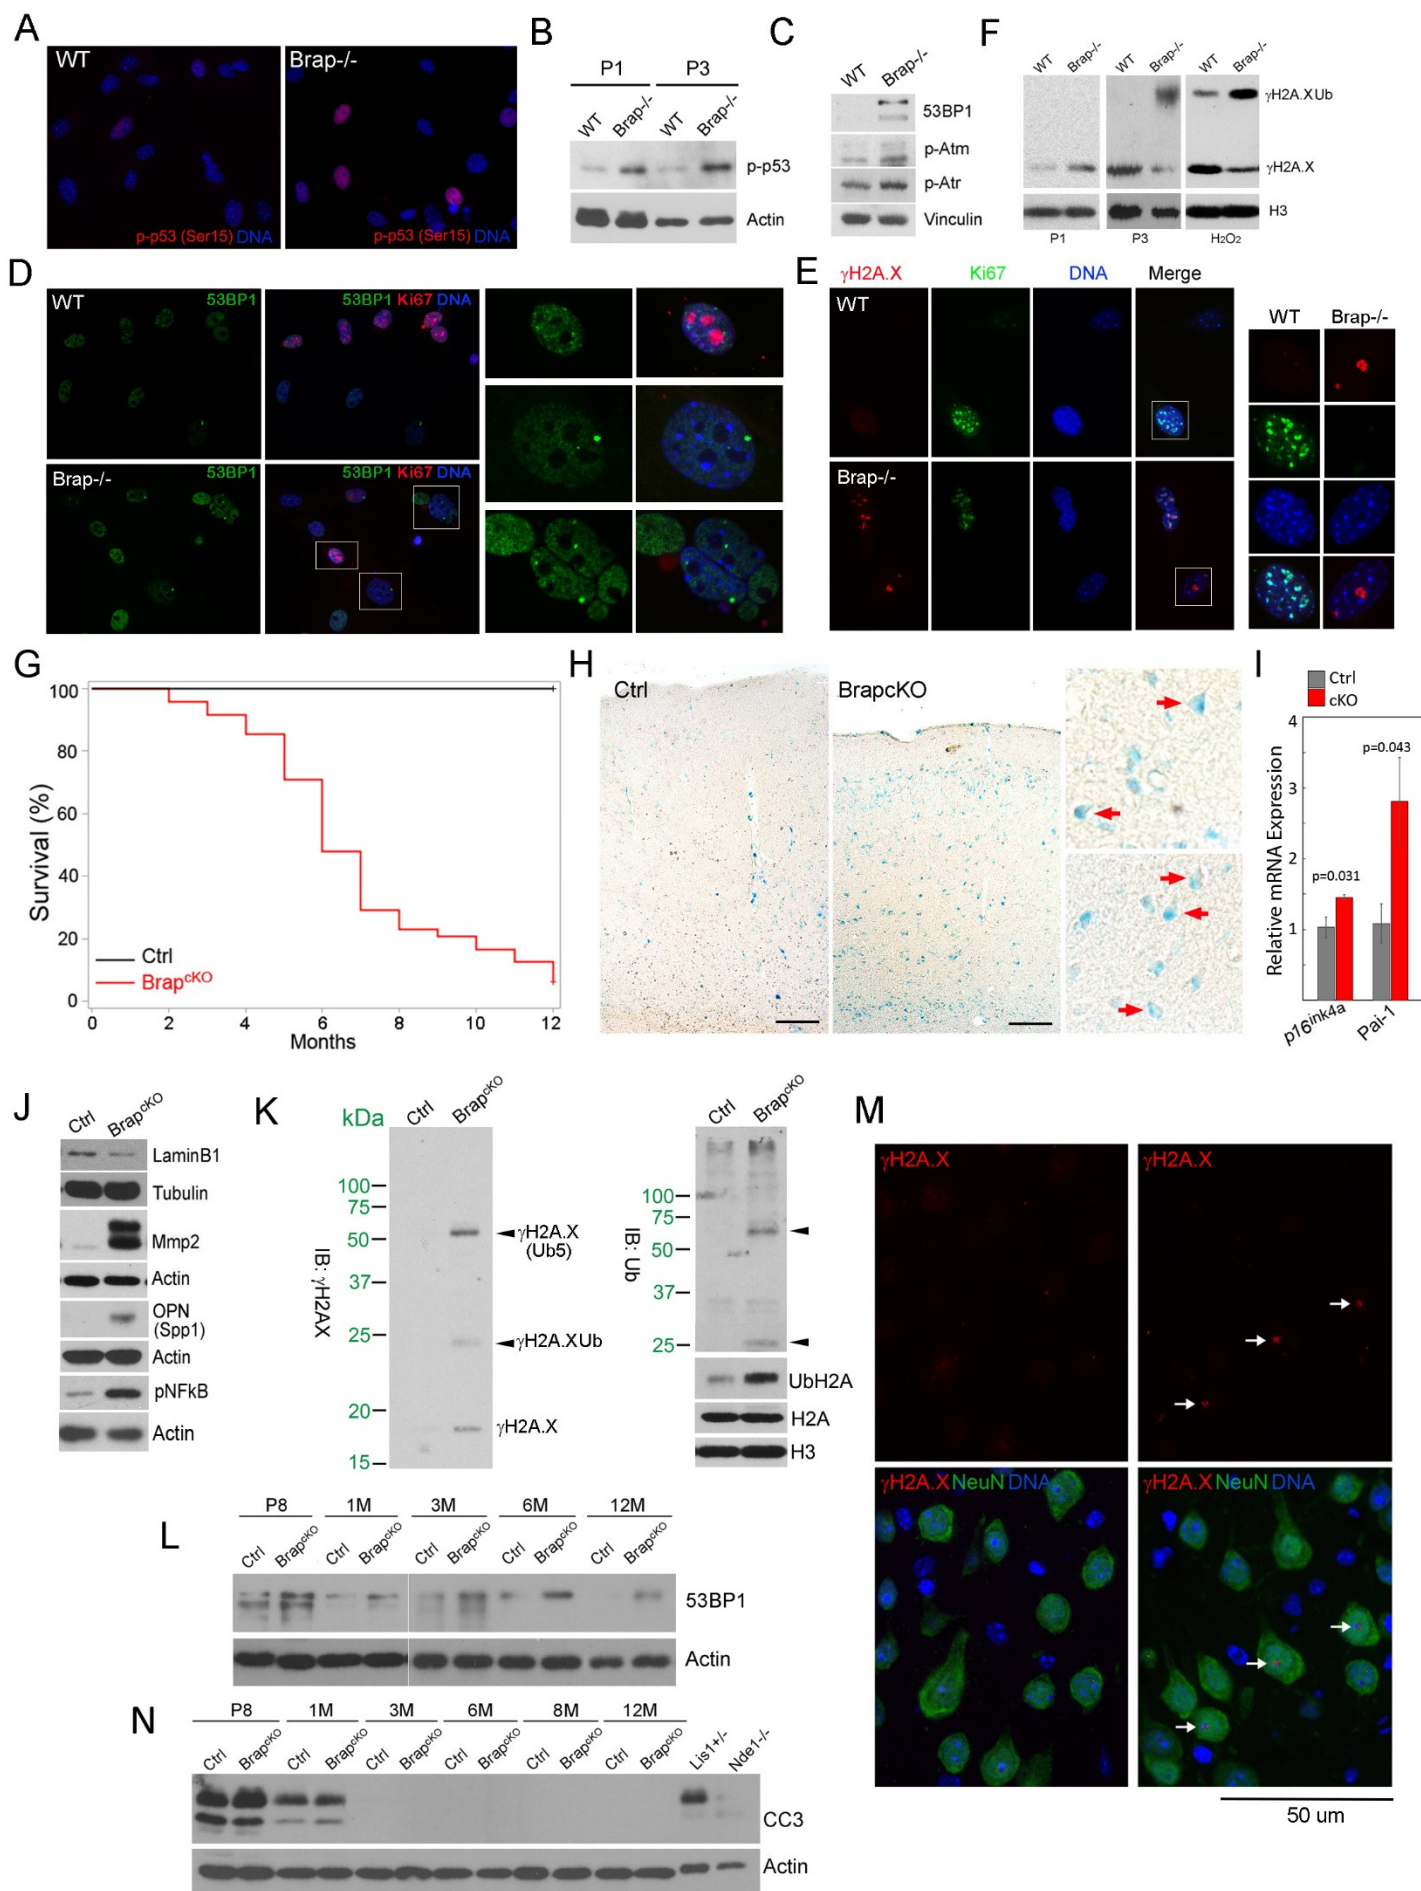 A
WT
Brap-/-
p-p53 (Ser15) DNA
p-p53 (Ser15) DNA
B
P1 P3
WT Brap-/- WT Brap-/-
p-p53
Actin
C
WT Brap-/-
53BP1
p-Atm
p-Atr
Vinculin
F
WT Brap-/- WT Brap-/- WT Brap-/-
γH2A.XUb
γH2A.X
H3
P1 P3 H2O2
D
WT 53BP1 53BP1 Ki67 DNA
Brap-/- 53BP1 53BP1 Ki67 DNA
E
γH2A.X Ki67 DNA Merge
WT
Brap-/-
WT Brap-/-
G
Survival (%)
100
80
60
40
20
0
Ctrl
BrapcKO
0 2 4 6 8 10 12
Months
H
Ctrl
BrapcKO
I
Ctrl
cKO
Relative mRNA Expression
4
3
2
1
p=0.031
p=0.043
p16ink4a
Pai-1
J
Ctrl BrapcKO
LaminB1
Tubulin
Mmp2
Actin
OPN
(Spp1)
Actin
pNFkB
Actin
K
kDa
Ctrl BrapcKO
100
75
50
37
25
20
15
IB: γH2AX
γH2A.X
(Ub5)
γH2A.XUb
γH2A.X
Ctrl BrapcKO
100
75
50
37
25
IB: Ub
UbH2A
H2A
H3
L
P8 1M 3M 6M 12M
Ctrl BrapcKO Ctrl BrapcKO Ctrl BrapcKO Ctrl BrapcKO Ctrl BrapcKO
53BP1
Actin
M
γH2A.X
γH2A.X
γH2A.X NeuN DNA
γH2A.X NeuN DNA
50 um
N
P8 1M 3M 6M 8M 12M
Ctrl BrapcKO Ctrl BrapcKO Ctrl BrapcKO Ctrl BrapcKO Ctrl BrapcKO Ctrl BrapcKO Lis1+/- Nde1-/-
CC3
Actin